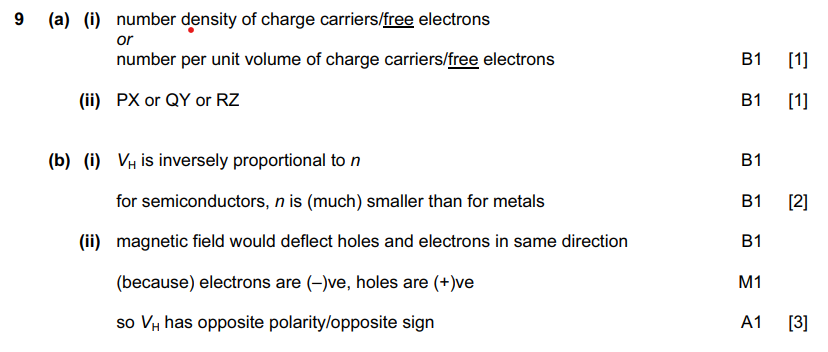 9 (a) (i) number density of charge carriers/free electrons
or
number per unit volume of charge carriers/free electrons B1 [1]
(ii) PX or QY or RZ B1 [1]
(b) (i) VH is inversely proportional to n B1
for semiconductors, n is (much) smaller than for metals B1 [2]
(ii) magnetic field would deflect holes and electrons in same direction B1
(because) electrons are (–)ve, holes are (+)ve M1
so VH has opposite polarity/opposite sign A1 [3]